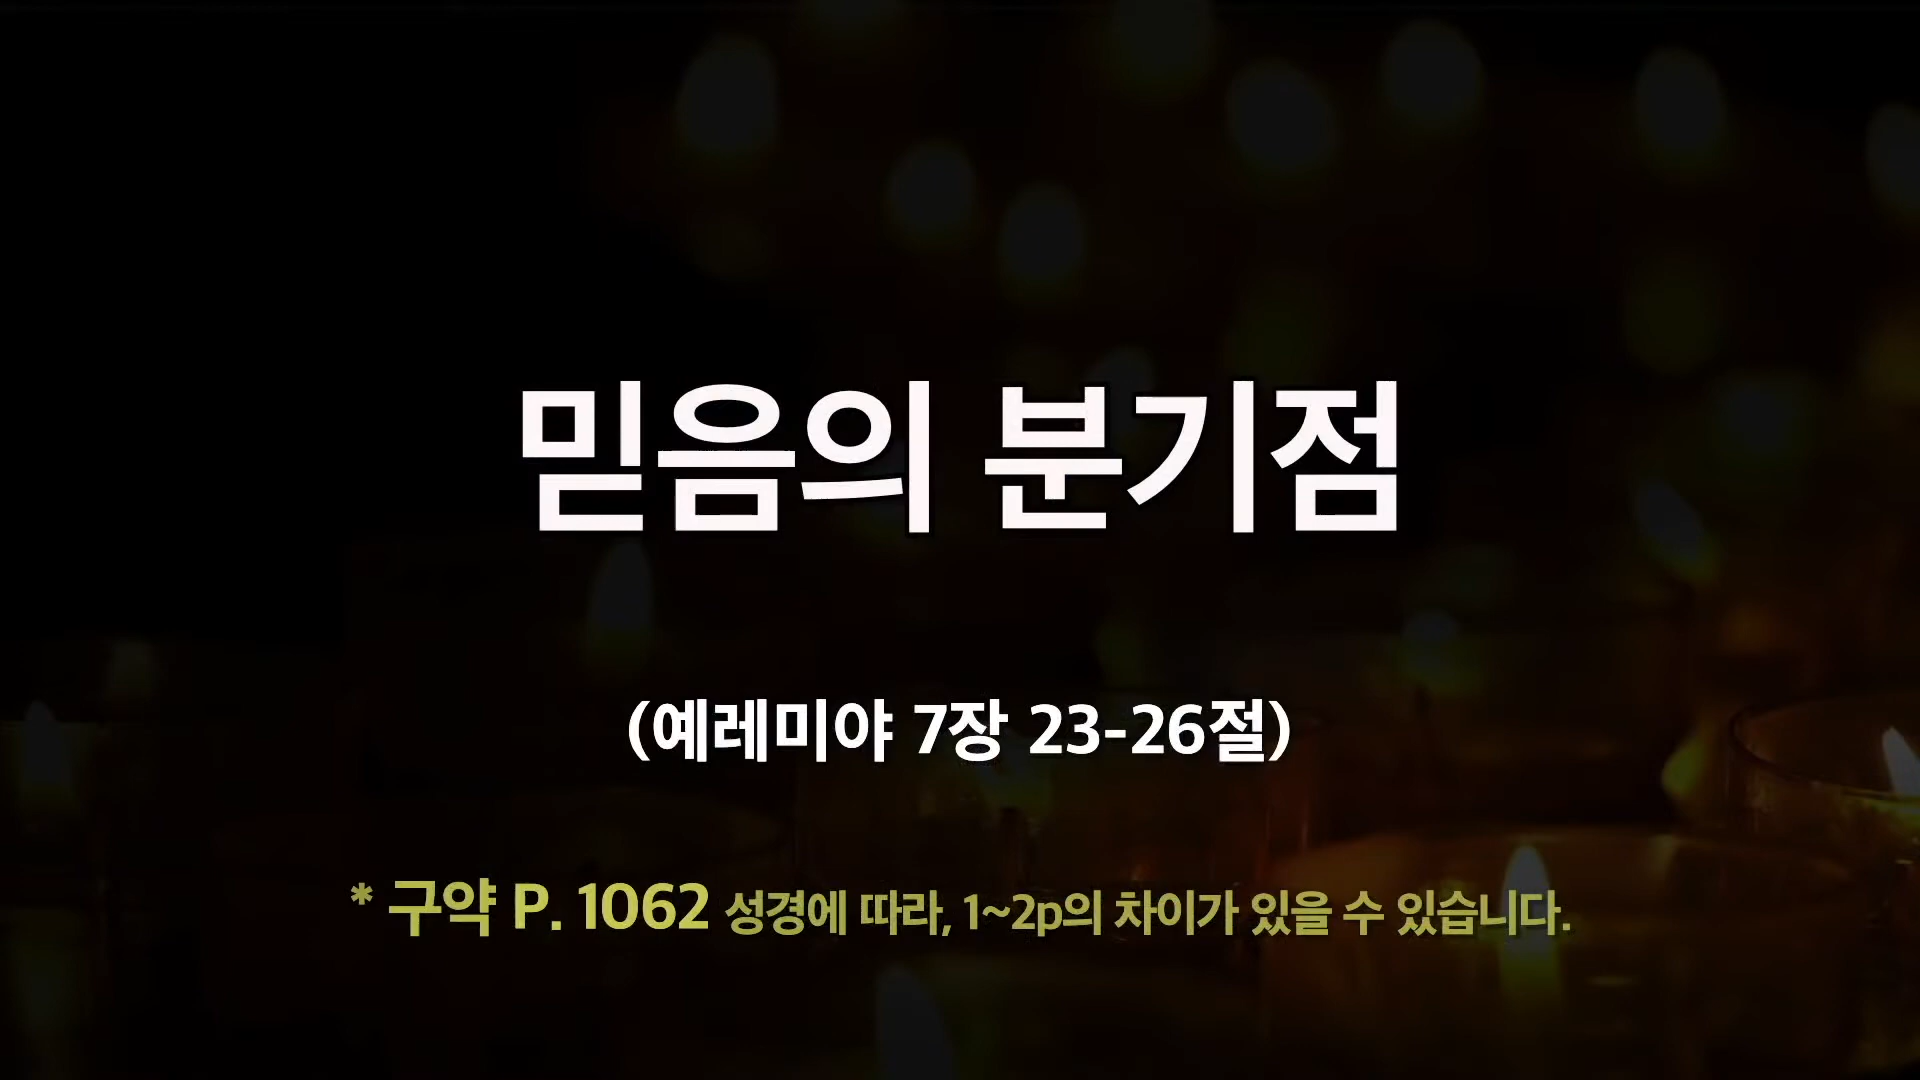 믿음의 분기점
(예레미야 7장 23-26절)
* 구약 P. 1062 성경에 따라, 1~2p의 차이가 있을 수 있습니다.